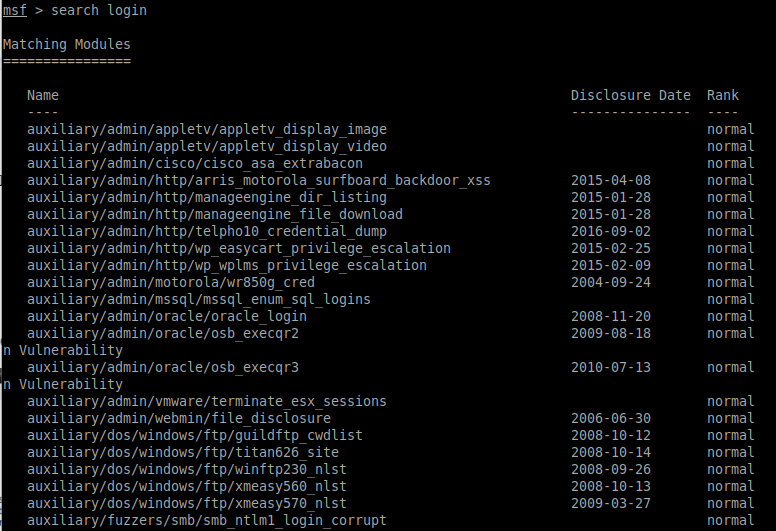 msf > search login
Matching Modules
================
Name Disclosure Date Rank
---- --------------- ----
auxiliary/admin/appletv/appletv_display_image normal
auxiliary/admin/appletv/appletv_display_video normal
auxiliary/admin/cisco/cisco_asa_extrabacon normal
auxiliary/admin/http/arris_motorola_surfboard_backdoor_xss 2015-04-08 normal
auxiliary/admin/http/manageengine_dir_listing 2015-01-28 normal
auxiliary/admin/http/manageengine_file_download 2015-01-28 normal
auxiliary/admin/http/telpho10_credential_dump 2016-09-02 normal
auxiliary/admin/http/wp_easycart_privilege_escalation 2015-02-25 normal
auxiliary/admin/http/wp_wplms_privilege_escalation 2015-02-09 normal
auxiliary/admin/motorola/wr850g_cred 2004-09-24 normal
auxiliary/admin/mssql/mssql_enum_sql_logins normal
auxiliary/admin/oracle/oracle_login 2008-11-20 normal
auxiliary/admin/oracle/osb_execqr2 2009-08-18 normal
n Vulnerability
auxiliary/admin/oracle/osb_execqr3 2010-07-13 normal
n Vulnerability
auxiliary/admin/vmware/terminate_esx_sessions normal
auxiliary/admin/webmin/file_disclosure 2006-06-30 normal
auxiliary/dos/windows/ftp/guildftp_cwdlist 2008-10-12 normal
auxiliary/dos/windows/ftp/titan626_site 2008-10-14 normal
auxiliary/dos/windows/ftp/winftp230_nlst 2008-09-26 normal
auxiliary/dos/windows/ftp/xmeasy560_nlst 2008-10-13 normal
auxiliary/dos/windows/ftp/xmeasy570_nlst 2009-03-27 normal
auxiliary/fuzzers/smb/smb_ntlm1_login_corrupt normal